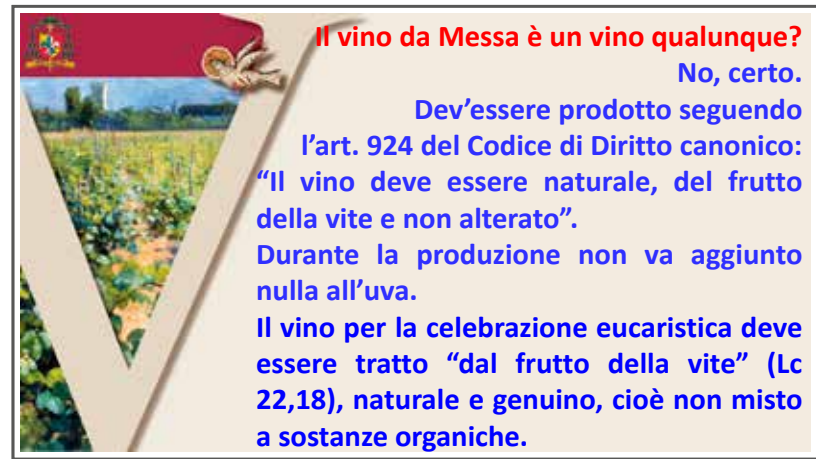 Il vino da Messa è un vino qualunque?
No, certo.
Dev'essere prodotto seguendo
l'art. 924 del Codice di Diritto canonico:
“Il vino deve essere naturale, del frutto
della vite e non alterato”.
Durante la produzione non va aggiunto
nulla all'uva.
Il vino per la celebrazione eucaristica deve
essere tratto “dal frutto della vite” (Lc
22,18), naturale e genuino, cioè non misto
a sostanze organiche.